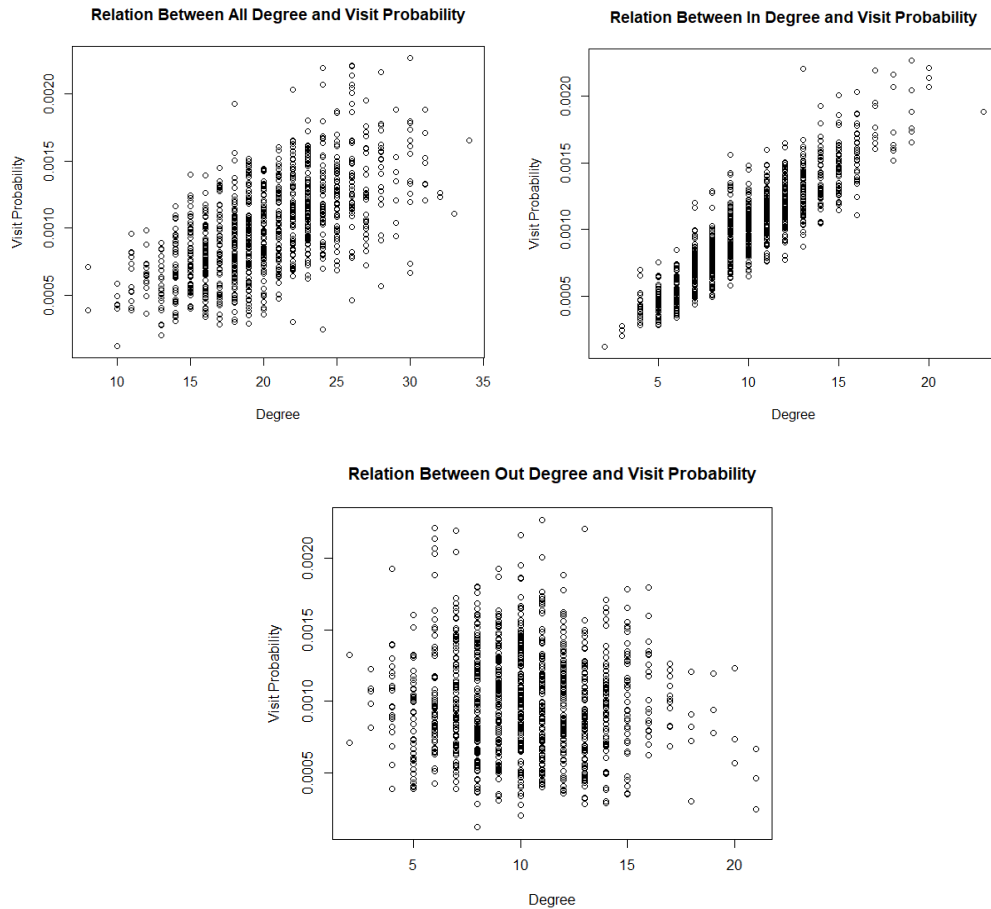 Relation Between All Degree and Visit Probability
Visit Probability
0.0020
0.0015
0.0010
0.0005
10 15 20 25 30 35
Degree
Relation Between In Degree and Visit Probability
Visit Probability
0.0020
0.0015
0.0010
0.0005
5 10 15 20
Degree
Relation Between Out Degree and Visit Probability
Visit Probability
0.0020
0.0015
0.0010
0.0005
5 10 15 20
Degree